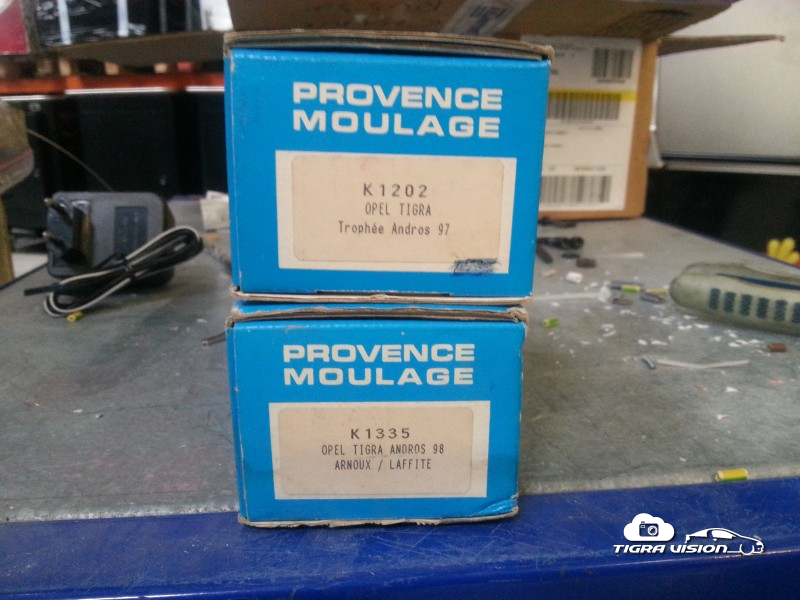 PROVENCE
MOULAGE
K1202
OPEL TIGRA
Trophée Andros 97
PROVENCE
MOULAGE
K1335
OPEL TIGRA ANDROS 98
ARNOUX / LAFFITE
TIGRA VISION